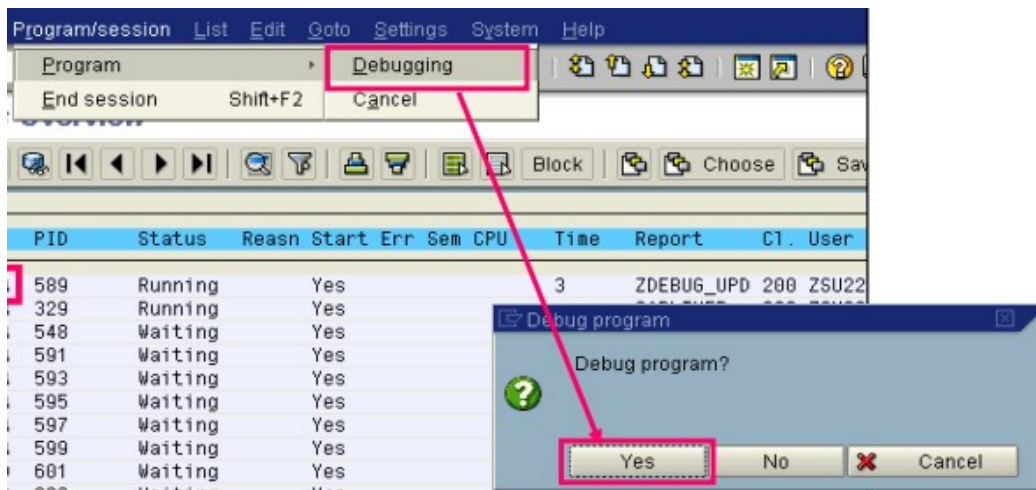 Program/session List Edit Goto Settings System Help
Program Debugging
End session Shift+F2 Cancel
Block Choose
PID Status Reasn Start Err Sem CPU Time Report Cl. User
589 Running Yes 3 ZDEBUG_UPD 200 ZSU22
329 Running Yes
548 Waiting Yes
591 Waiting Yes
593 Waiting Yes
595 Waiting Yes
597 Waiting Yes
599 Waiting Yes
601 Waiting Yes
Debug program
Debug program?
Yes No Cancel